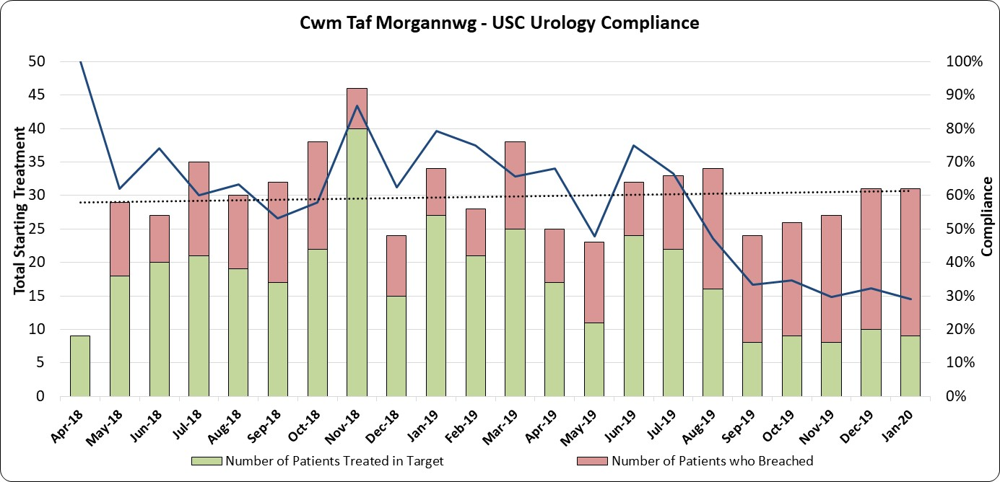 Cwm Taf Morgannwg - USC Urology Compliance
Total Starting Treatment
50
45
40
35
30
25
20
15
10
5
0
100%
90%
80%
70%
60%
50%
40%
30%
20%
10%
0%
Compliance
Apr-18
May-18
Jun-18
Jul-18
Aug-18
Sep-18
Oct-18
Nov-18
Dec-18
Jan-19
Feb-19
Mar-19
Apr-19
May-19
Jun-19
Jul-19
Aug-19
Sep-19
Oct-19
Nov-19
Dec-19
Jan-20
Number of Patients Treated in Target
Number of Patients who Breached